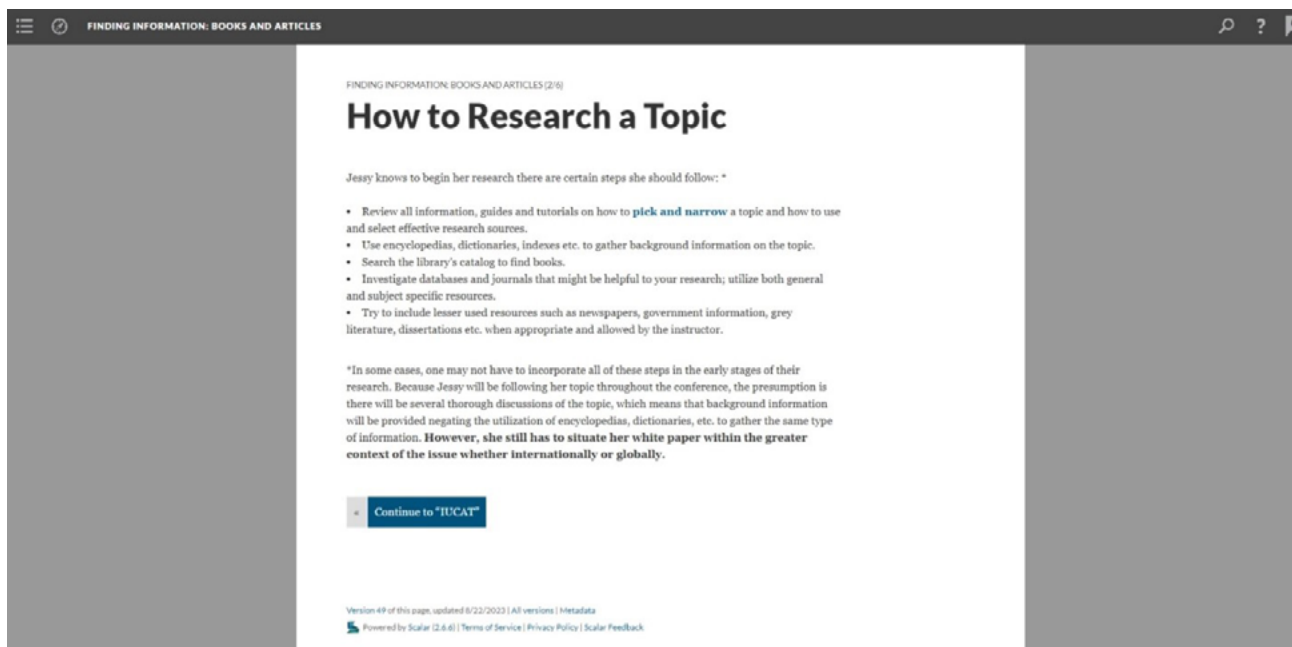 FINDING INFORMATION: BOOKS AND ARTICLES
?
FINDING INFORMATION: BOOKS AND ARTICLES (2/6)
How to Research a Topic
Jessy knows to begin her research there are certain steps she should follow: *
• Review all information, guides and tutorials on how to pick and narrow a topic and how to use
and select effective research sources.
• Use encyclopedias, dictionaries, indexes etc. to gather background information on the topic.
• Search the library's catalog to find books.
• Investigate databases and journals that might be helpful to your research; utilize both general
and subject specific resources.
• Try to include lesser used resources such as newspapers, government information, grey
literature, dissertations etc. when appropriate and allowed by the instructor.
*In some cases, one may not have to incorporate all of these steps in the early stages of their
research. Because Jessy will be following her topic throughout the conference, the presumption is
there will be several thorough discussions of the topic, which means that background information
will be provided negating the utilization of encyclopedias, dictionaries, etc. to gather the same type
of information. However, she still has to situate her white paper within the greater
context of the issue whether internationally or globally.
« Continue to "IUCAT"
Version 49 of this page, updated 8/22/2023 | All versions | Metadata
Powered by Scalar (2.6.6) | Terms of Service | Privacy Policy | Scalar Feedback